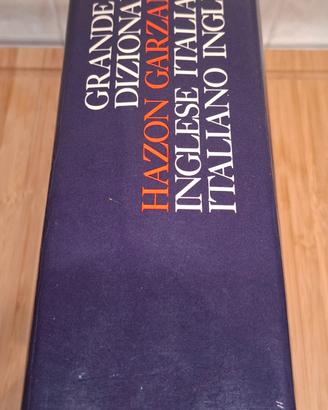 GRANDE
DIZIONA
HAZON GARZA
INGLESE ITALIA
ITALIANO INGL